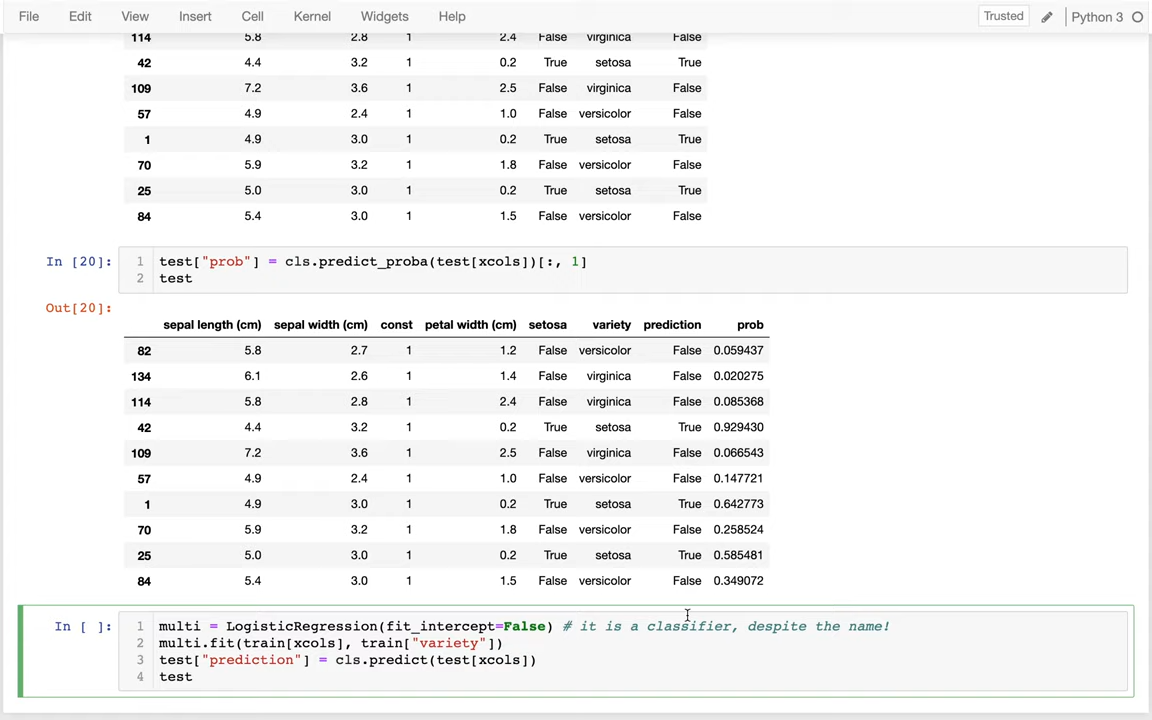 File Edit View Insert Cell Kernel Widgets Help Trusted Python 3
114 5.8 2.8 1 2.4 False virginica False
42 4.4 3.2 1 0.2 True setosa True
109 7.2 3.6 1 2.5 False virginica False
57 4.9 2.4 1 1.0 False versicolor False
1 4.9 3.0 1 0.2 True setosa True
70 5.9 3.2 1 1.8 False versicolor False
25 5.0 3.0 1 0.2 True setosa True
84 5.4 3.0 1 1.5 False versicolor False
In [20]: 1 test["prob"] = cls.predict_proba(test[xcols])[:, 1]
2 test
Out[20]:
sepal length (cm) sepal width (cm) const petal width (cm) setosa variety prediction prob
82 5.8 2.7 1 1.2 False versicolor False 0.059437
134 6.1 2.6 1 1.4 False virginica False 0.020275
114 5.8 2.8 1 2.4 False virginica False 0.085368
42 4.4 3.2 1 0.2 True setosa True 0.929430
109 7.2 3.6 1 2.5 False virginica False 0.066543
57 4.9 2.4 1 1.0 False versicolor False 0.147721
1 4.9 3.0 1 0.2 True setosa True 0.642773
70 5.9 3.2 1 1.8 False versicolor False 0.258524
25 5.0 3.0 1 0.2 True setosa True 0.585481
84 5.4 3.0 1 1.5 False versicolor False 0.349072
In [ ]: 1 multi = LogisticRegression(fit_intercept=False) # it is a classifier, despite the name!
2 multi.fit(train[xcols], train["variety"])
3 test["prediction"] = cls.predict(test[xcols])
4 test